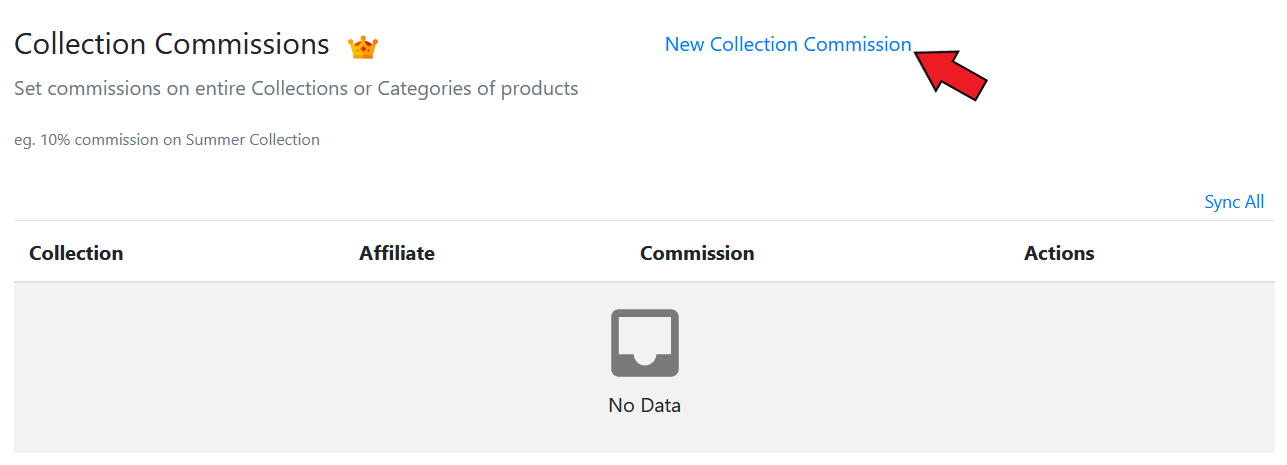 Collection Commissions
New Collection Commission
Set commissions on entire Collections or Categories of products
eg. 10% commission on Summer Collection
Sync All
Collection Affiliate Commission Actions
No Data